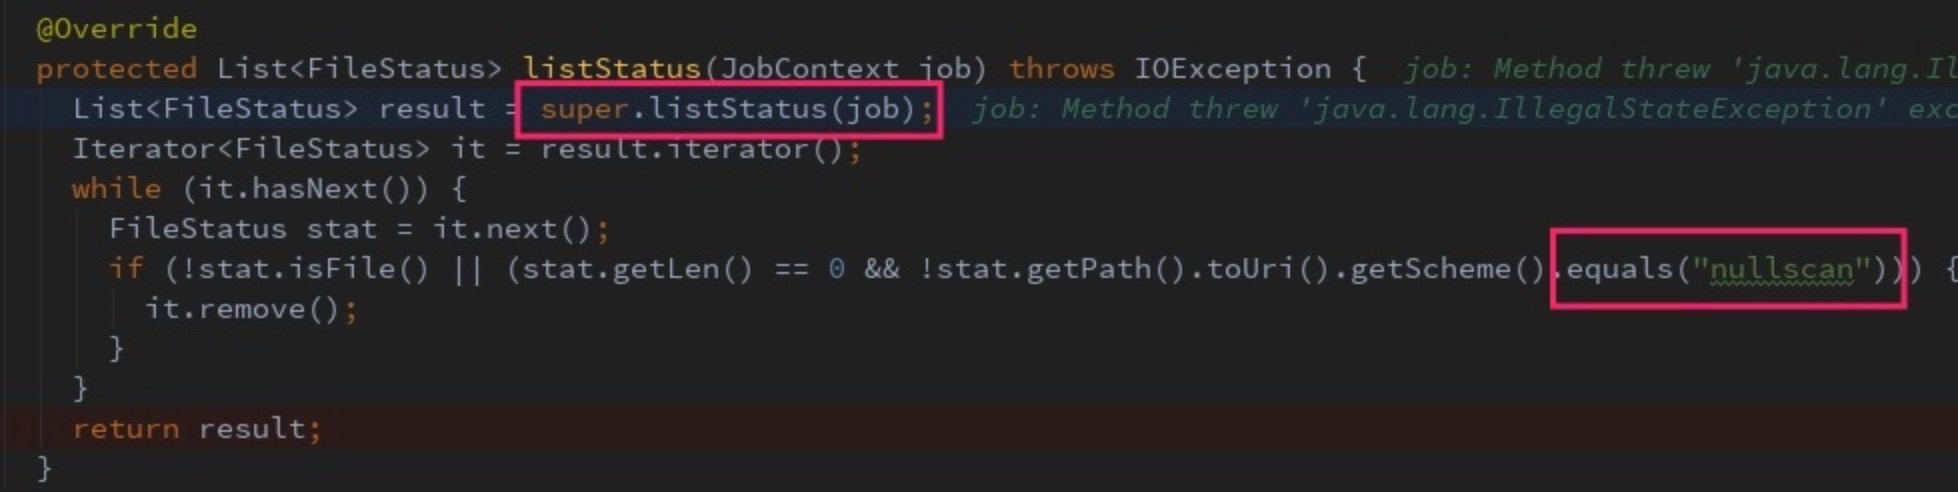 @Override
protected List<FileStatus> listStatus(JobContext job) throws IOException {  job: Method threw 'java.lang.Il
List<FileStatus> result = super.listStatus(job);  job: Method threw 'java.lang.IllegalStateException' exc
Iterator<FileStatus> it = result.iterator();
while (it.hasNext()) {
FileStatus stat = it.next();
if (!stat.isFile() || (stat.getLen() == 0 && !stat.getPath().toUri().getScheme().equals("nullscan"))) {
it.remove();
}
}
return result;
}